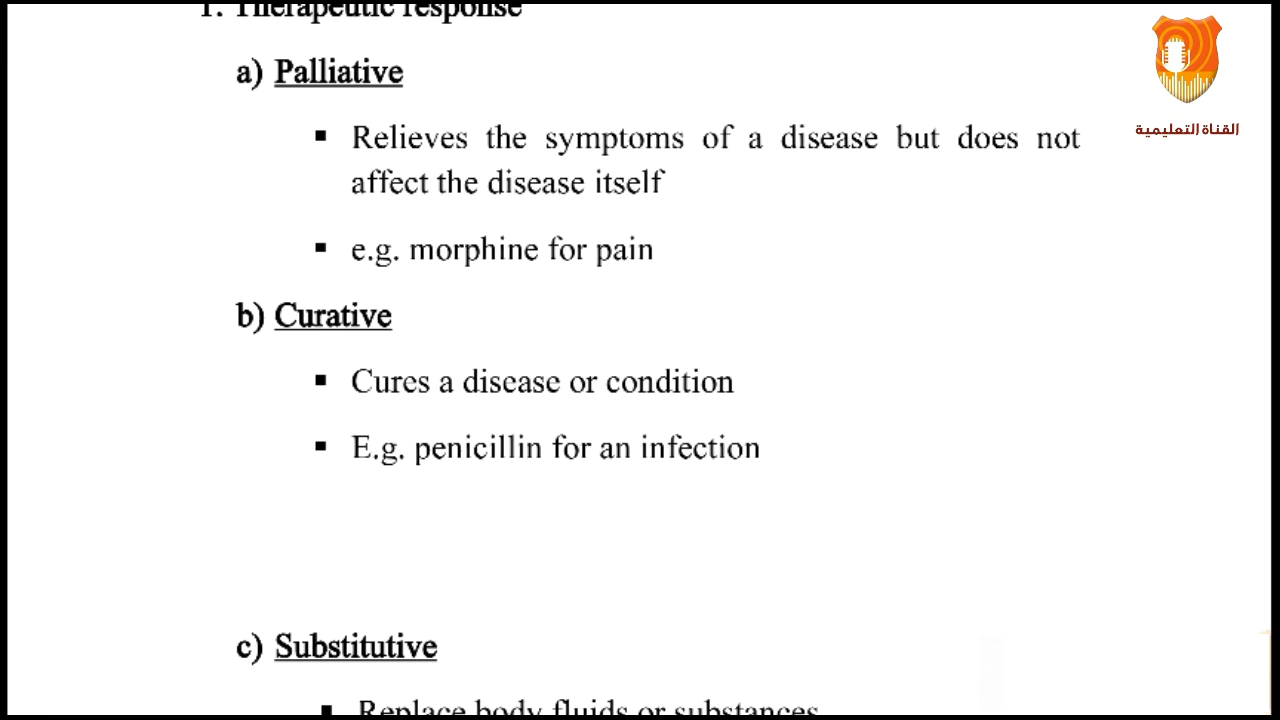 1. Therapeutic response
a) Palliative
▪ Relieves the symptoms of a disease but does not
affect the disease itself
▪ e.g. morphine for pain
b) Curative
▪ Cures a disease or condition
▪ E.g. penicillin for an infection
c) Substitutive
▪ Replace body fluids or substances
القناة التعليمية